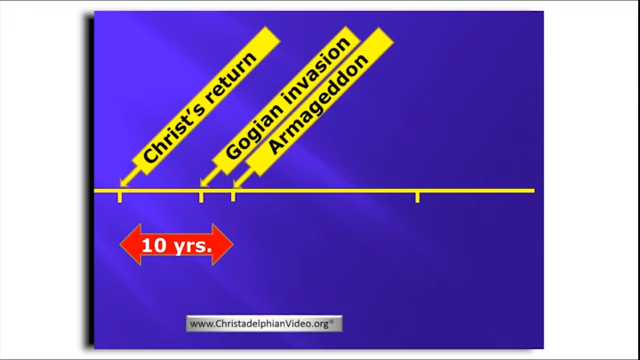 Christ's return
Gogian invasion
Armageddon
10 yrs.
www.ChristadelphianVideo.org®